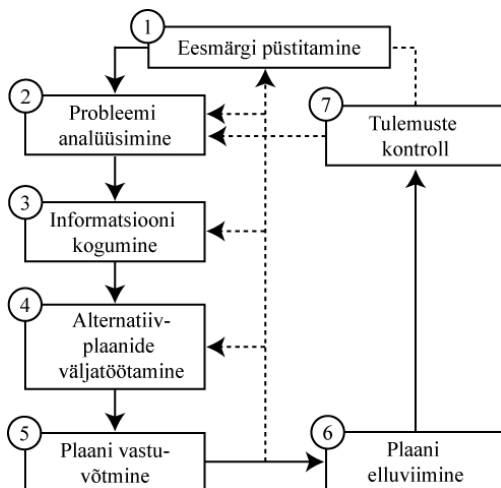 1
Eesmärgi püstitamine
2
Probleemi
analüüsimine
3
Informatsiooni
kogumine
4
Alternatiiv-
plaanide
väljatöötamine
5
Plaani vastu-
võtmine
6
Plaani
elluviimine
7
Tulemuste
kontroll